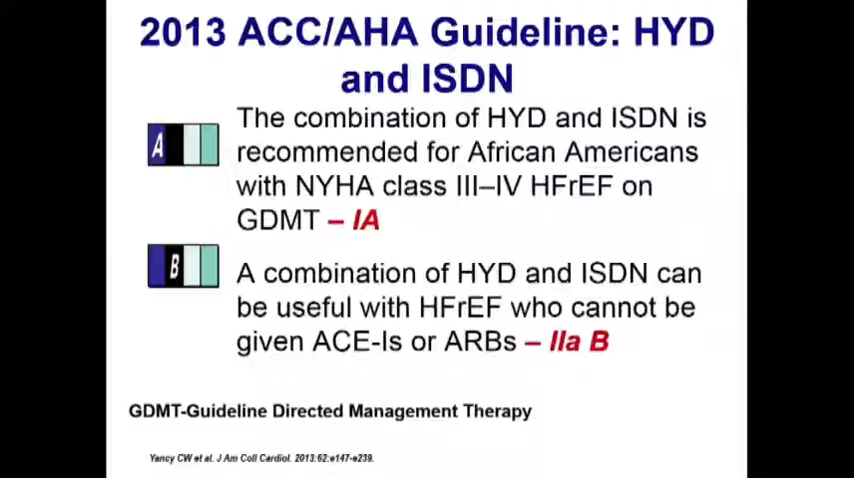 2013 ACC/AHA Guideline: HYD
and ISDN
A
The combination of HYD and ISDN is
recommended for African Americans
with NYHA class III–IV HFrEF on
GDMT – IA
B
A combination of HYD and ISDN can
be useful with HFrEF who cannot be
given ACE-Is or ARBs – IIa B
GDMT-Guideline Directed Management Therapy
Yancy CW et al. J Am Coll Cardiol. 2013:62:e147-e239.